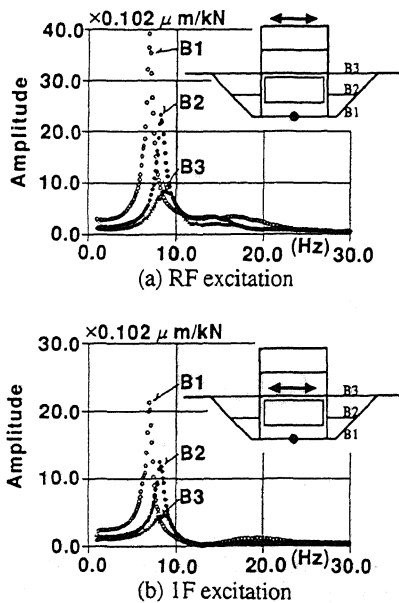 ×0.102 μm/kN
40.0
30.0
20.0
10.0
0.0
Amplitude
B1
B2
B3
B3
B2
B1
0.0 10.0 20.0 (Hz) 30.0
(a) RF excitation
×0.102 μm/kN
30.0
20.0
10.0
0.0
Amplitude
B1
B2
B3
B3
B2
B1
0.0 10.0 20.0 (Hz) 30.0
(b) 1F excitation